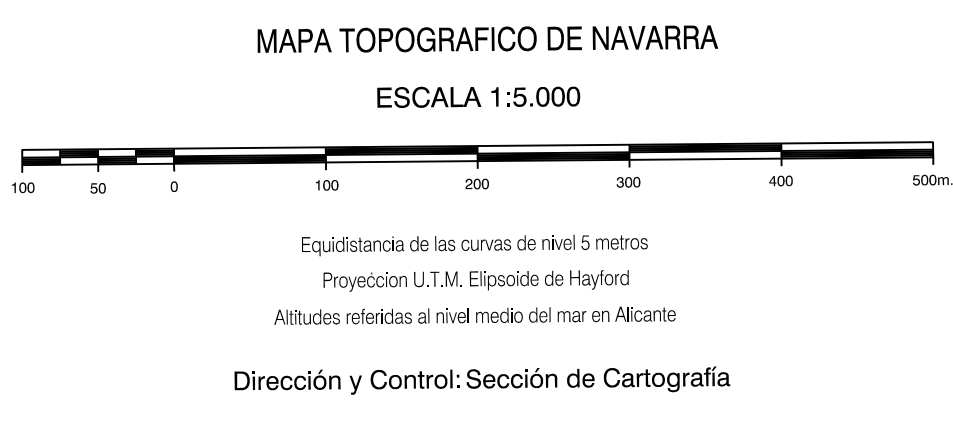 MAPA TOPOGRAFICO DE NAVARRA
ESCALA 1:5.000
100 50 0 100 200 300 400 500m.
Equidistancia de las curvas de nivel 5 metros
Proyeccion U.T.M. Elipsoide de Hayford
Altitudes referidas al nivel medio del mar en Alicante
Dirección y Control: Sección de Cartografía